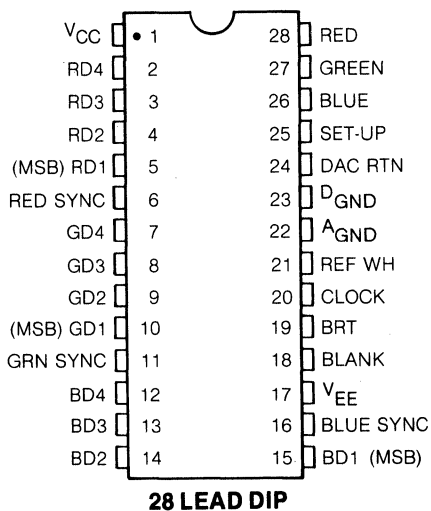 VCC 1 28 RED
RD4 2 27 GREEN
RD3 3 26 BLUE
RD2 4 25 SET-UP
(MSB) RD1 5 24 DAC RTN
RED SYNC 6 23 DGND
GD4 7 22 AGND
GD3 8 21 REF WH
GD2 9 20 CLOCK
(MSB) GD1 10 19 BRT
GRN SYNC 11 18 BLANK
BD4 12 17 VEE
BD3 13 16 BLUE SYNC
BD2 14 15 BD1 (MSB)
28 LEAD DIP